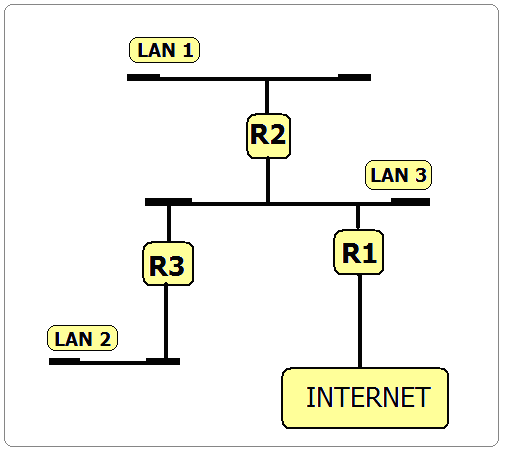 LAN 1
R2
LAN 3
R3
R1
LAN 2
INTERNET